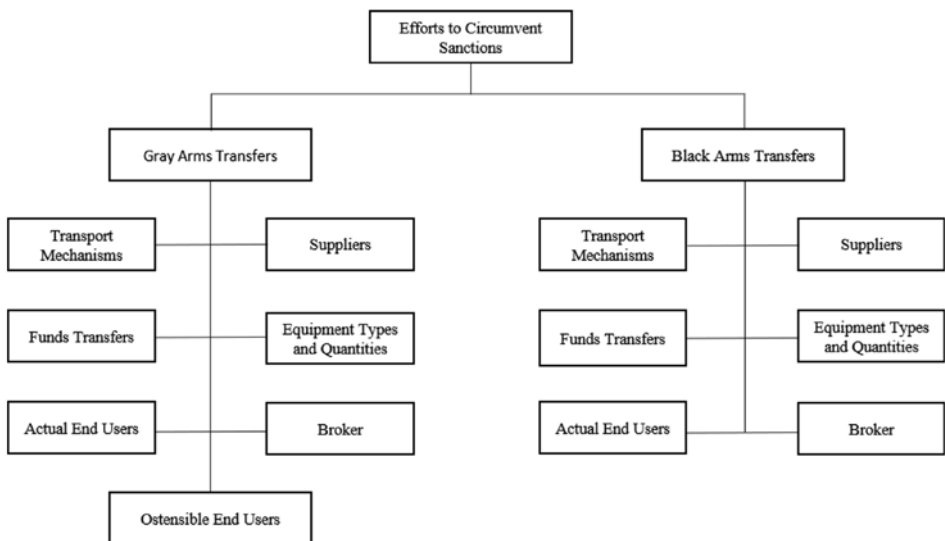 Efforts to Circumvent
Sanctions
Gray Arms Transfers
Black Arms Transfers
Transport
Mechanisms
Suppliers
Transport
Mechanisms
Suppliers
Funds Transfers
Equipment Types
and Quantities
Funds Transfers
Equipment Types
and Quantities
Actual End Users
Broker
Actual End Users
Broker
Ostensible End Users